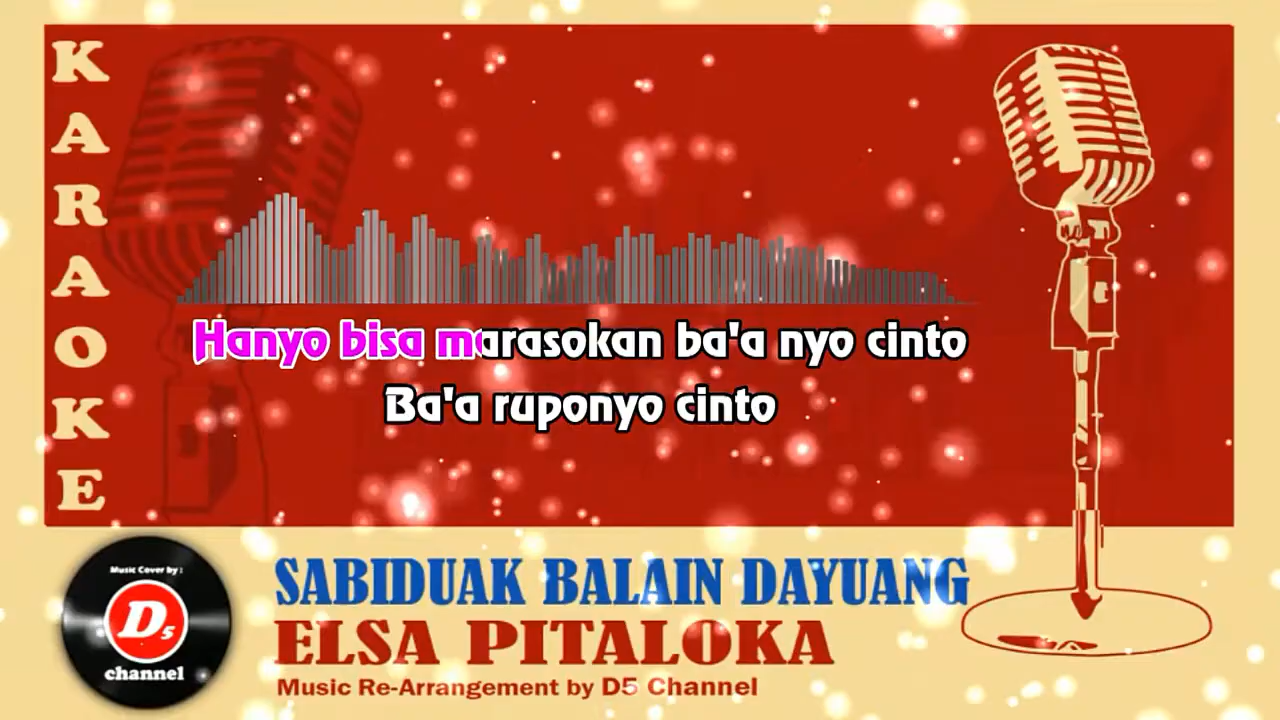 KARAOKE
Hanyo bisa marasokan ba'a nyo cinto
Ba'a ruponyo cinto
Music Cover by :
D5
channel
SABIDUAK BALAIN DAYUANG
ELSA PITALOKA
Music Re-Arrangement by D5 Channel